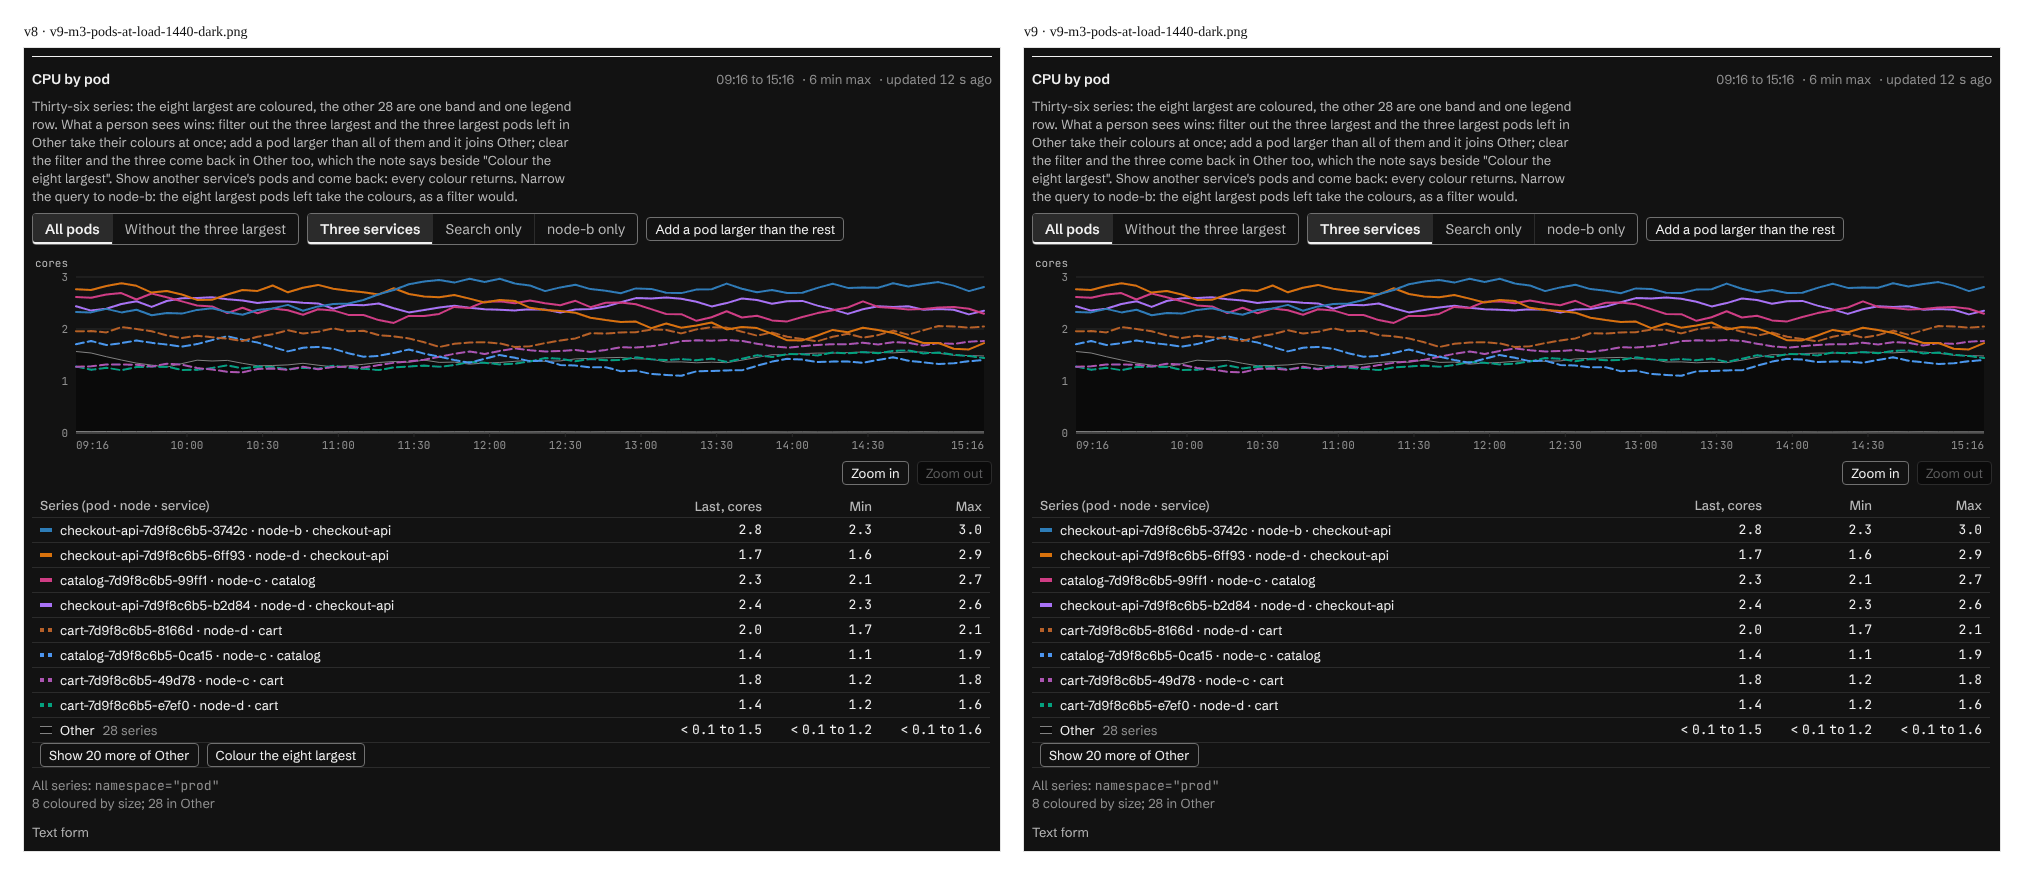 v8 · v9-m3-pods-at-load-1440-dark.png
CPU by pod
09:16 to 15:16 · 6 min max · updated 12 s ago
Thirty-six series: the eight largest are coloured, the other 28 are one band and one legend
row. What a person sees wins: filter out the three largest and the three largest pods left in
Other take their colours at once; add a pod larger than all of them and it joins Other; clear
the filter and the three come back in Other too, which the note says beside "Colour the
eight largest". Show another service's pods and come back: every colour returns. Narrow
the query to node-b: the eight largest pods left take the colours, as a filter would.
All pods Without the three largest Three services Search only node-b only Add a pod larger than the rest
cores
3
2
1
0
09:16 10:00 10:30 11:00 11:30 12:00 12:30 13:00 13:30 14:00 14:30 15:16
Zoom in Zoom out
Series (pod · node · service) Last, cores Min Max
checkout-api-7d9f8c6b5-3742c · node-b · checkout-api 2.8 2.3 3.0
checkout-api-7d9f8c6b5-6ff93 · node-d · checkout-api 1.7 1.6 2.9
catalog-7d9f8c6b5-99ff1 · node-c · catalog 2.3 2.1 2.7
checkout-api-7d9f8c6b5-b2d84 · node-d · checkout-api 2.4 2.3 2.6
cart-7d9f8c6b5-8166d · node-d · cart 2.0 1.7 2.1
catalog-7d9f8c6b5-0ca15 · node-c · catalog 1.4 1.1 1.9
cart-7d9f8c6b5-49d78 · node-c · cart 1.8 1.2 1.8
cart-7d9f8c6b5-e7ef0 · node-d · cart 1.4 1.2 1.6
Other 28 series < 0.1 to 1.5 < 0.1 to 1.2 < 0.1 to 1.6
Show 20 more of Other Colour the eight largest
All series: namespace="prod"
8 coloured by size; 28 in Other
Text form
v9 · v9-m3-pods-at-load-1440-dark.png
CPU by pod
09:16 to 15:16 · 6 min max · updated 12 s ago
Thirty-six series: the eight largest are coloured, the other 28 are one band and one legend
row. What a person sees wins: filter out the three largest and the three largest pods left in
Other take their colours at once; add a pod larger than all of them and it joins Other; clear
the filter and the three come back in Other too, which the note says beside "Colour the
eight largest". Show another service's pods and come back: every colour returns. Narrow
the query to node-b: the eight largest pods left take the colours, as a filter would.
All pods Without the three largest Three services Search only node-b only Add a pod larger than the rest
cores
3
2
1
0
09:16 10:00 10:30 11:00 11:30 12:00 12:30 13:00 13:30 14:00 14:30 15:16
Zoom in Zoom out
Series (pod · node · service) Last, cores Min Max
checkout-api-7d9f8c6b5-3742c · node-b · checkout-api 2.8 2.3 3.0
checkout-api-7d9f8c6b5-6ff93 · node-d · checkout-api 1.7 1.6 2.9
catalog-7d9f8c6b5-99ff1 · node-c · catalog 2.3 2.1 2.7
checkout-api-7d9f8c6b5-b2d84 · node-d · checkout-api 2.4 2.3 2.6
cart-7d9f8c6b5-8166d · node-d · cart 2.0 1.7 2.1
catalog-7d9f8c6b5-0ca15 · node-c · catalog 1.4 1.1 1.9
cart-7d9f8c6b5-49d78 · node-c · cart 1.8 1.2 1.8
cart-7d9f8c6b5-e7ef0 · node-d · cart 1.4 1.2 1.6
Other 28 series < 0.1 to 1.5 < 0.1 to 1.2 < 0.1 to 1.6
Show 20 more of Other
All series: namespace="prod"
8 coloured by size; 28 in Other
Text form